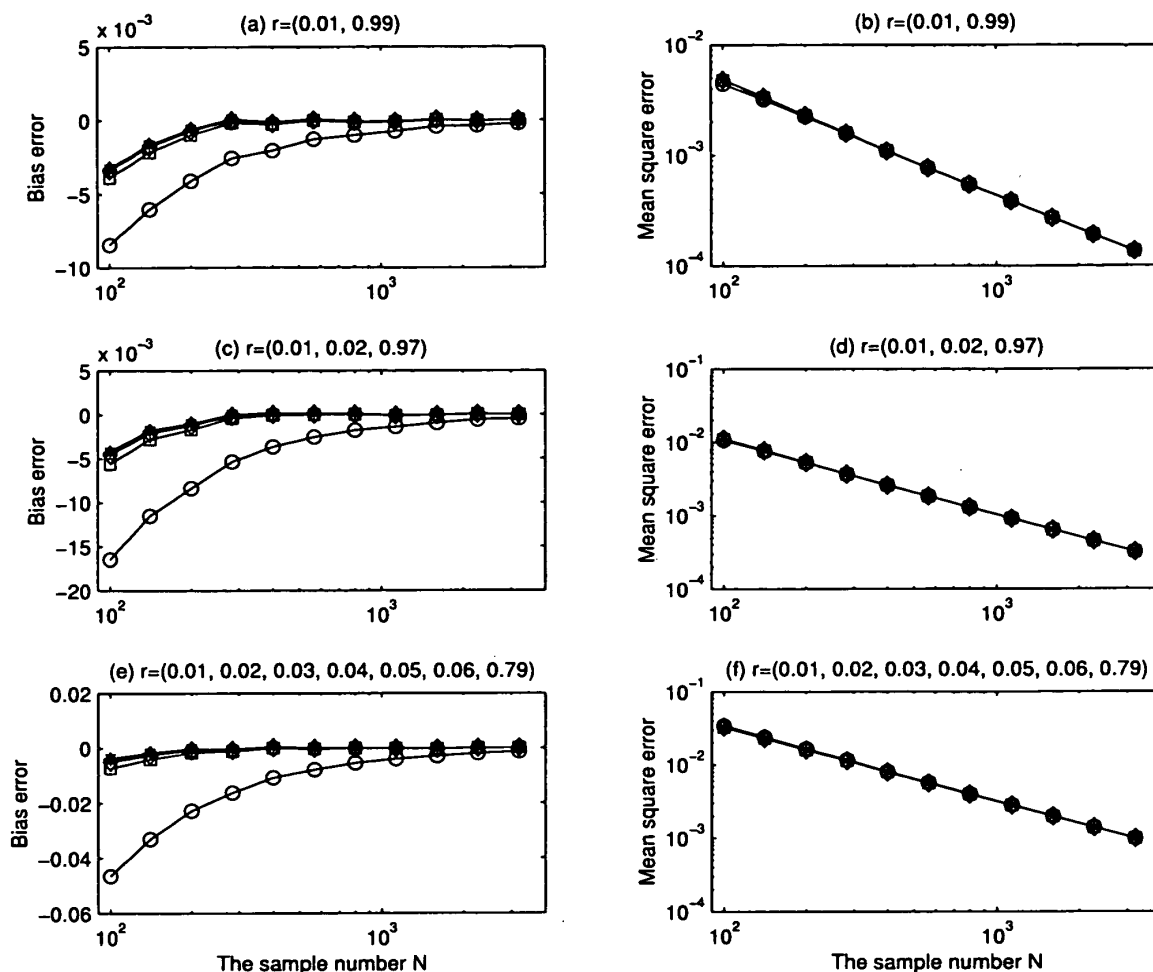 x 10⁻³
(a) r=(0.01, 0.99)
5
0
−5
−10
Bias error
10²
10³
(b) r=(0.01, 0.99)
10⁻²
10⁻³
10⁻⁴
Mean square error
10²
10³
x 10⁻³
(c) r=(0.01, 0.02, 0.97)
5
0
−5
−10
−15
−20
Bias error
10²
10³
(d) r=(0.01, 0.02, 0.97)
10⁻¹
10⁻²
10⁻³
10⁻⁴
Mean square error
10²
10³
(e) r=(0.01, 0.02, 0.03, 0.04, 0.05, 0.06, 0.79)
0.02
0
−0.02
−0.04
−0.06
Bias error
10²
10³
The sample number N
(f) r=(0.01, 0.02, 0.03, 0.04, 0.05, 0.06, 0.79)
10⁻¹
10⁻²
10⁻³
10⁻⁴
Mean square error
10²
10³
The sample number N